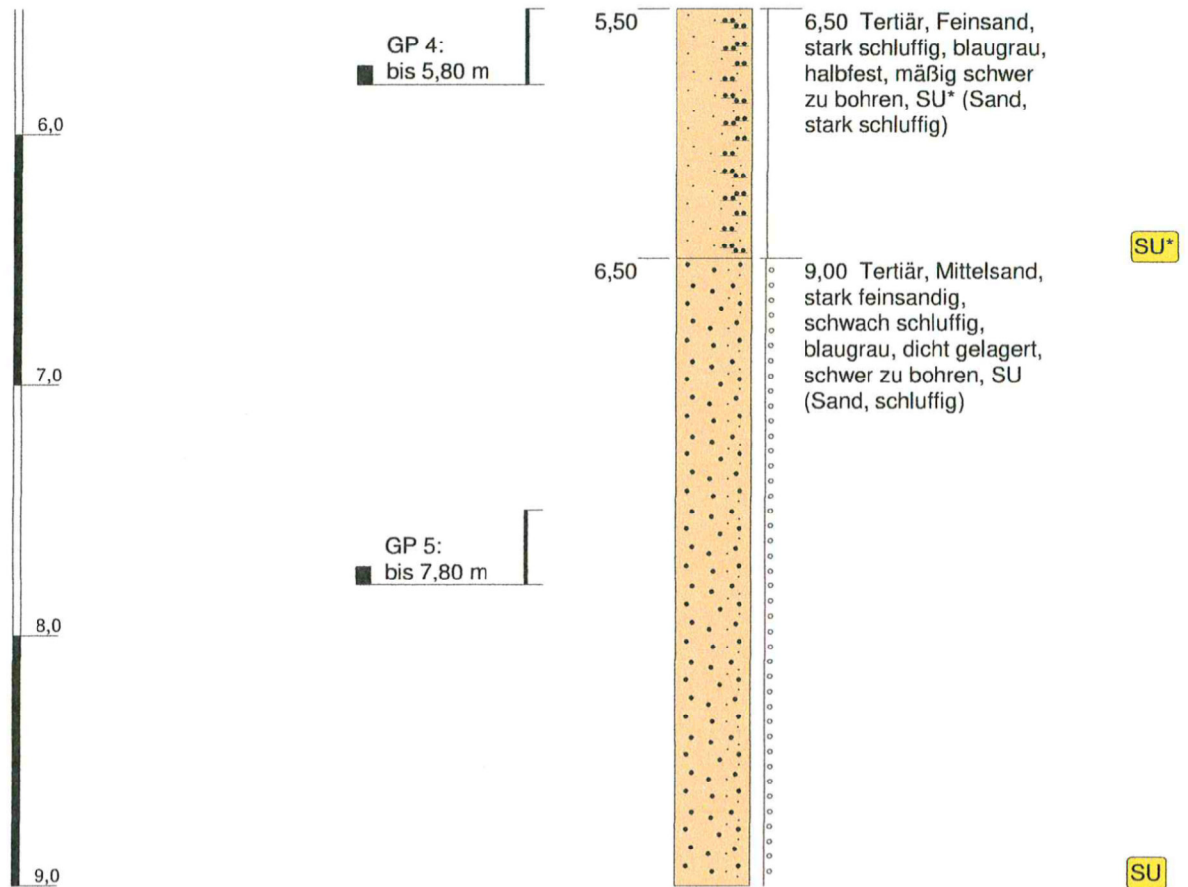 5,50
6,50 Tertiär, Feinsand,
stark schluffig, blaugrau,
halbfest, mäßig schwer
zu bohren, SU* (Sand,
stark schluffig)
GP 4:
bis 5,80 m
6,0
SU*
6,50
9,00 Tertiär, Mittelsand,
stark feinsandig,
schwach schluffig,
blaugrau, dicht gelagert,
schwer zu bohren, SU
(Sand, schluffig)
7,0
GP 5:
bis 7,80 m
8,0
9,0
SU